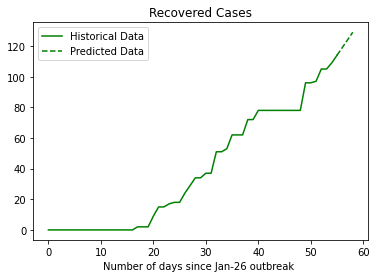 Recovered Cases
Historical Data
Predicted Data
120
100
80
60
40
20
0
0 10 20 30 40 50 60
Number of days since Jan-26 outbreak